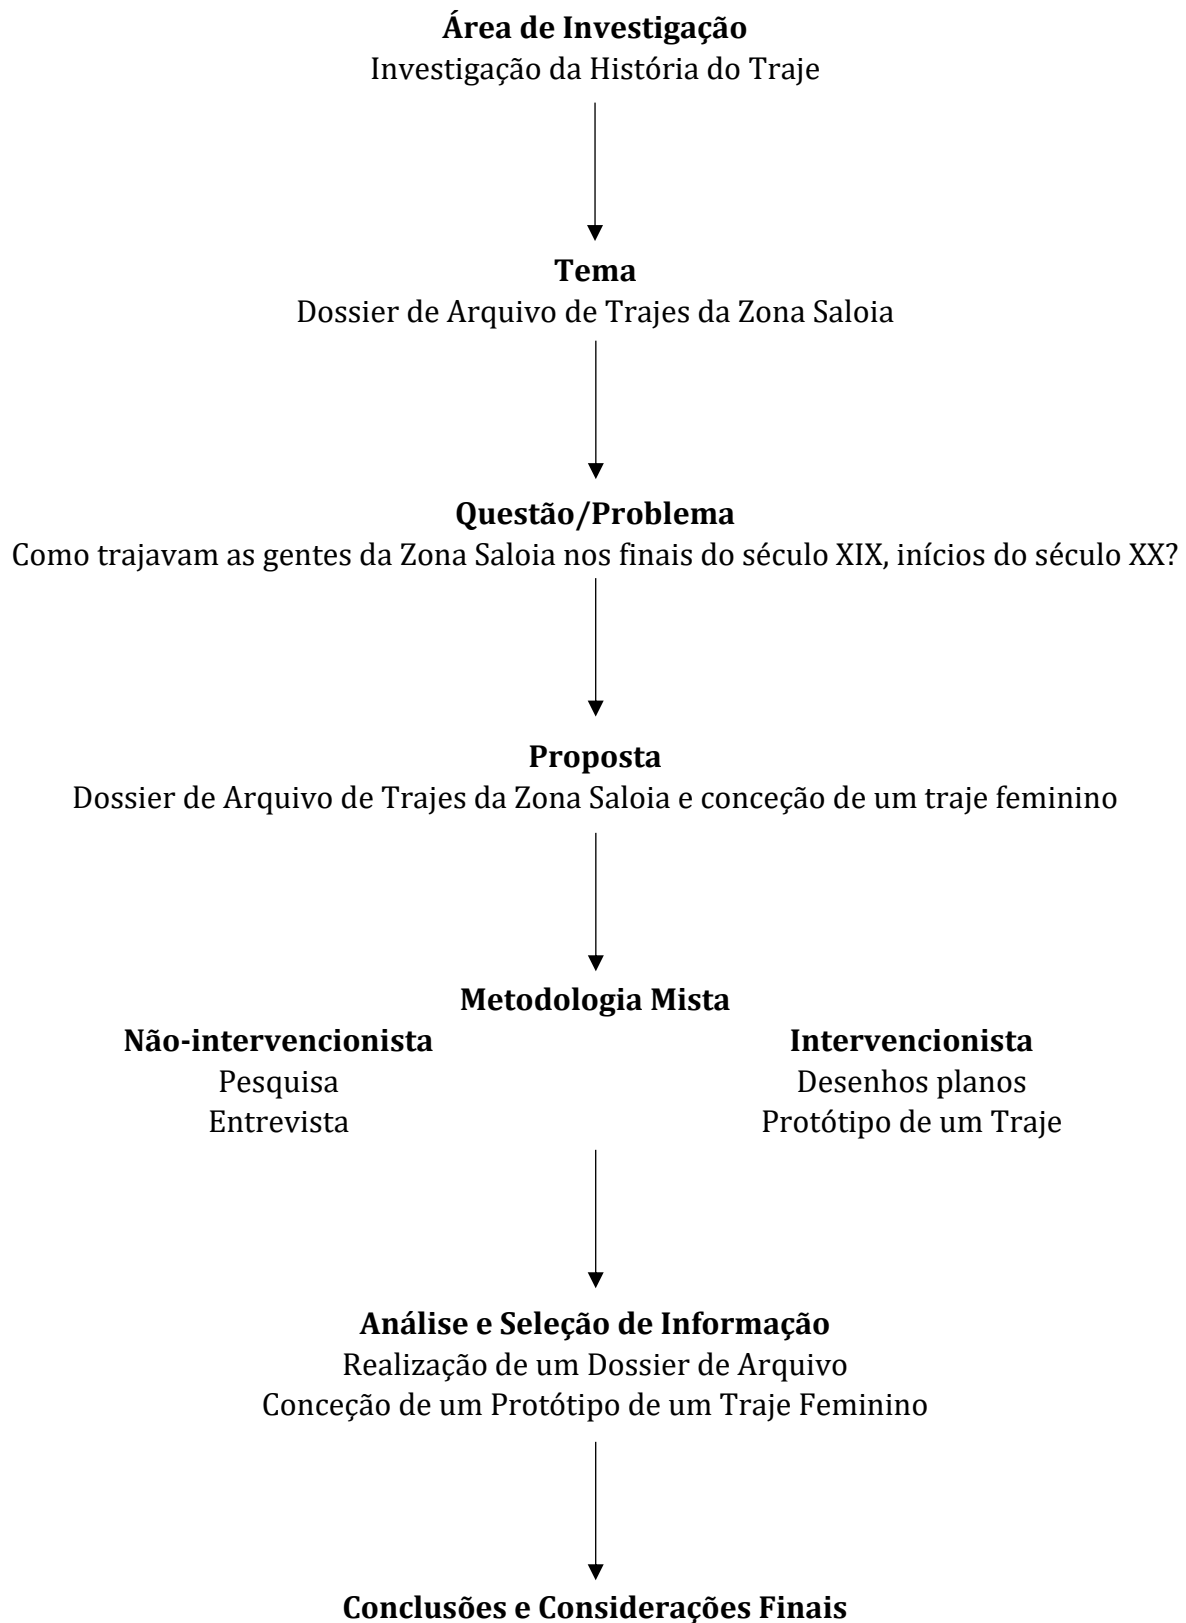 Área de Investigação
Investigação da História do Traje
Tema
Dossier de Arquivo de Trajes da Zona Saloia
Questão/Problema
Como trajavam as gentes da Zona Saloia nos finais do século XIX, inícios do século XX?
Proposta
Dossier de Arquivo de Trajes da Zona Saloia e conceção de um traje feminino
Metodologia Mista
Não-intervencionista
Pesquisa
Entrevista
Intervencionista
Desenhos planos
Protótipo de um Traje
Análise e Seleção de Informação
Realização de um Dossier de Arquivo
Conceção de um Protótipo de um Traje Feminino
Conclusões e Considerações Finais